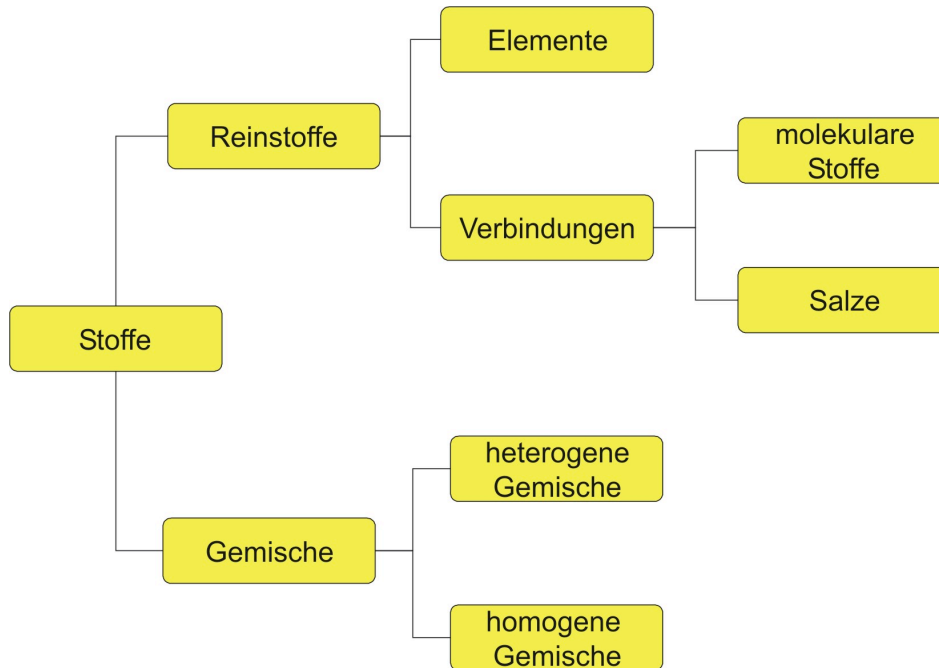 Elemente
Reinstoffe
molekulare
Stoffe
Verbindungen
Salze
Stoffe
heterogene
Gemische
Gemische
homogene
Gemische